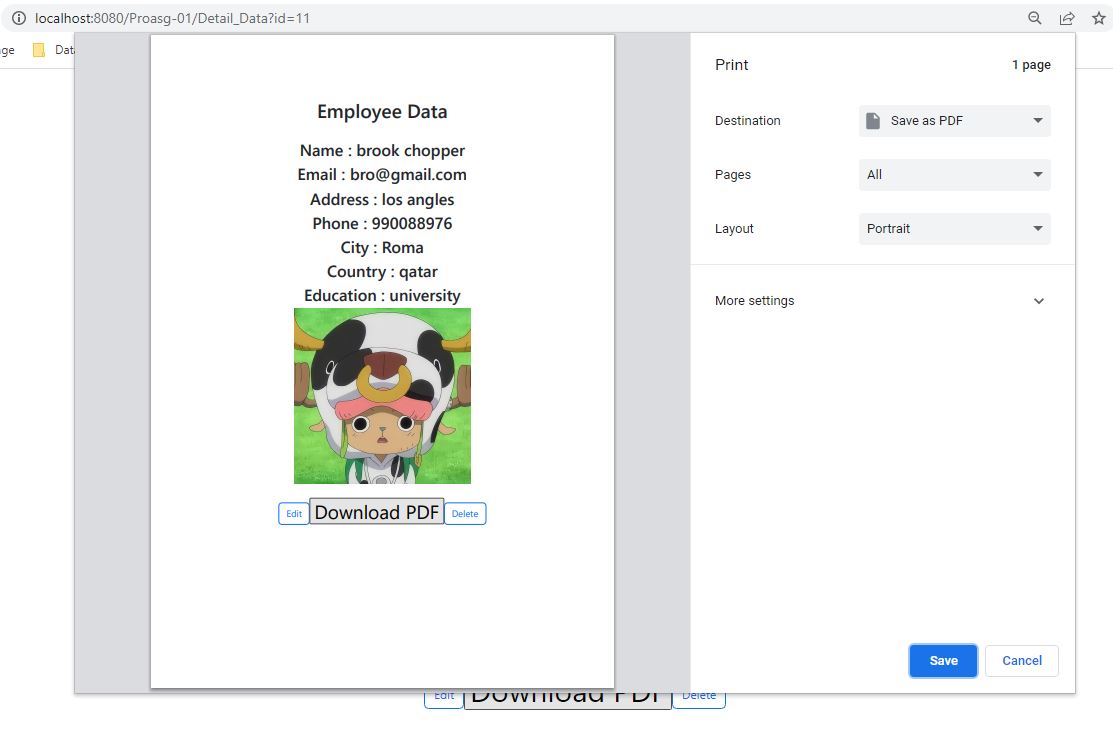 localhost:8080/Proasg-01/Detail_Data?id=11
Employee Data
Name : brook chopper
Email : bro@gmail.com
Address : los angles
Phone : 990088976
City : Roma
Country : qatar
Education : university
Edit Download PDF Delete
Print 1 page
Destination Save as PDF
Pages All
Layout Portrait
More settings
Save Cancel
Edit Download PDF Delete